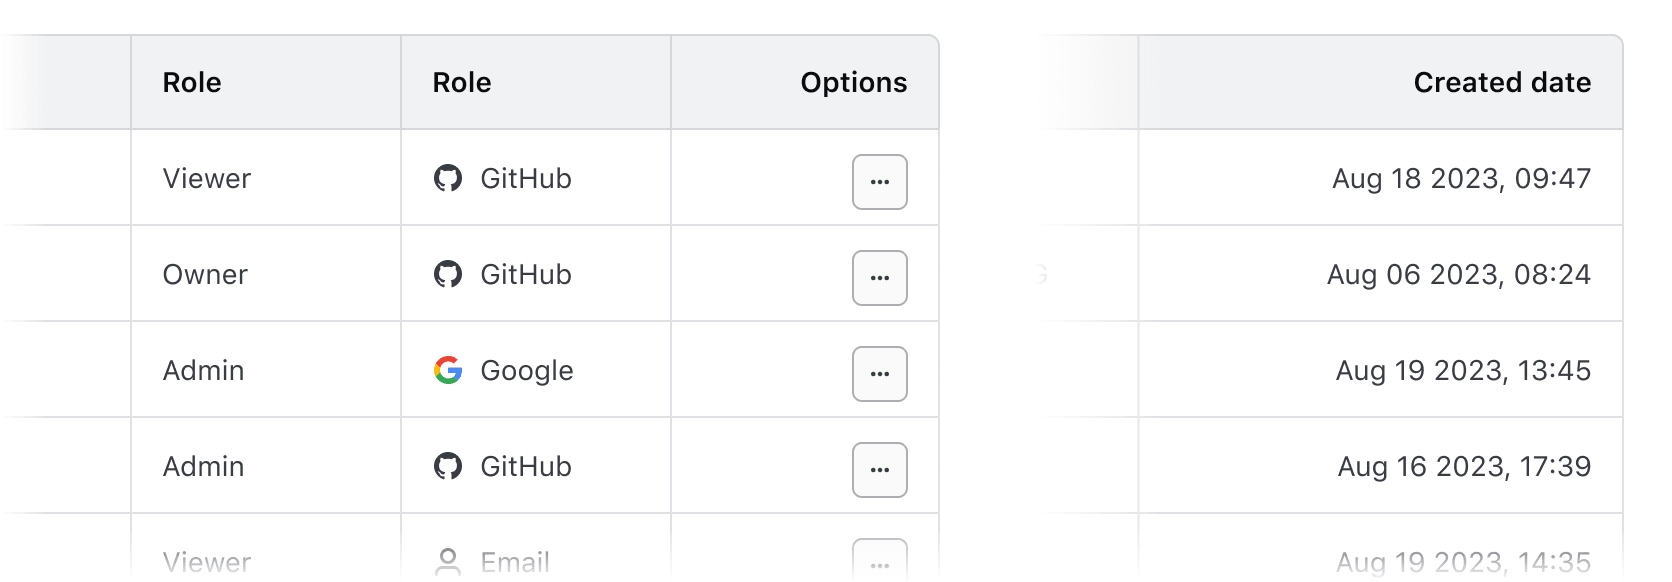 Role Role Options Created date
Viewer GitHub ... Aug 18 2023, 09:47
Owner GitHub ... G Aug 06 2023, 08:24
Admin Google ... Aug 19 2023, 13:45
Admin GitHub ... Aug 16 2023, 17:39
Viewer Email ... Aug 19 2023, 14:35